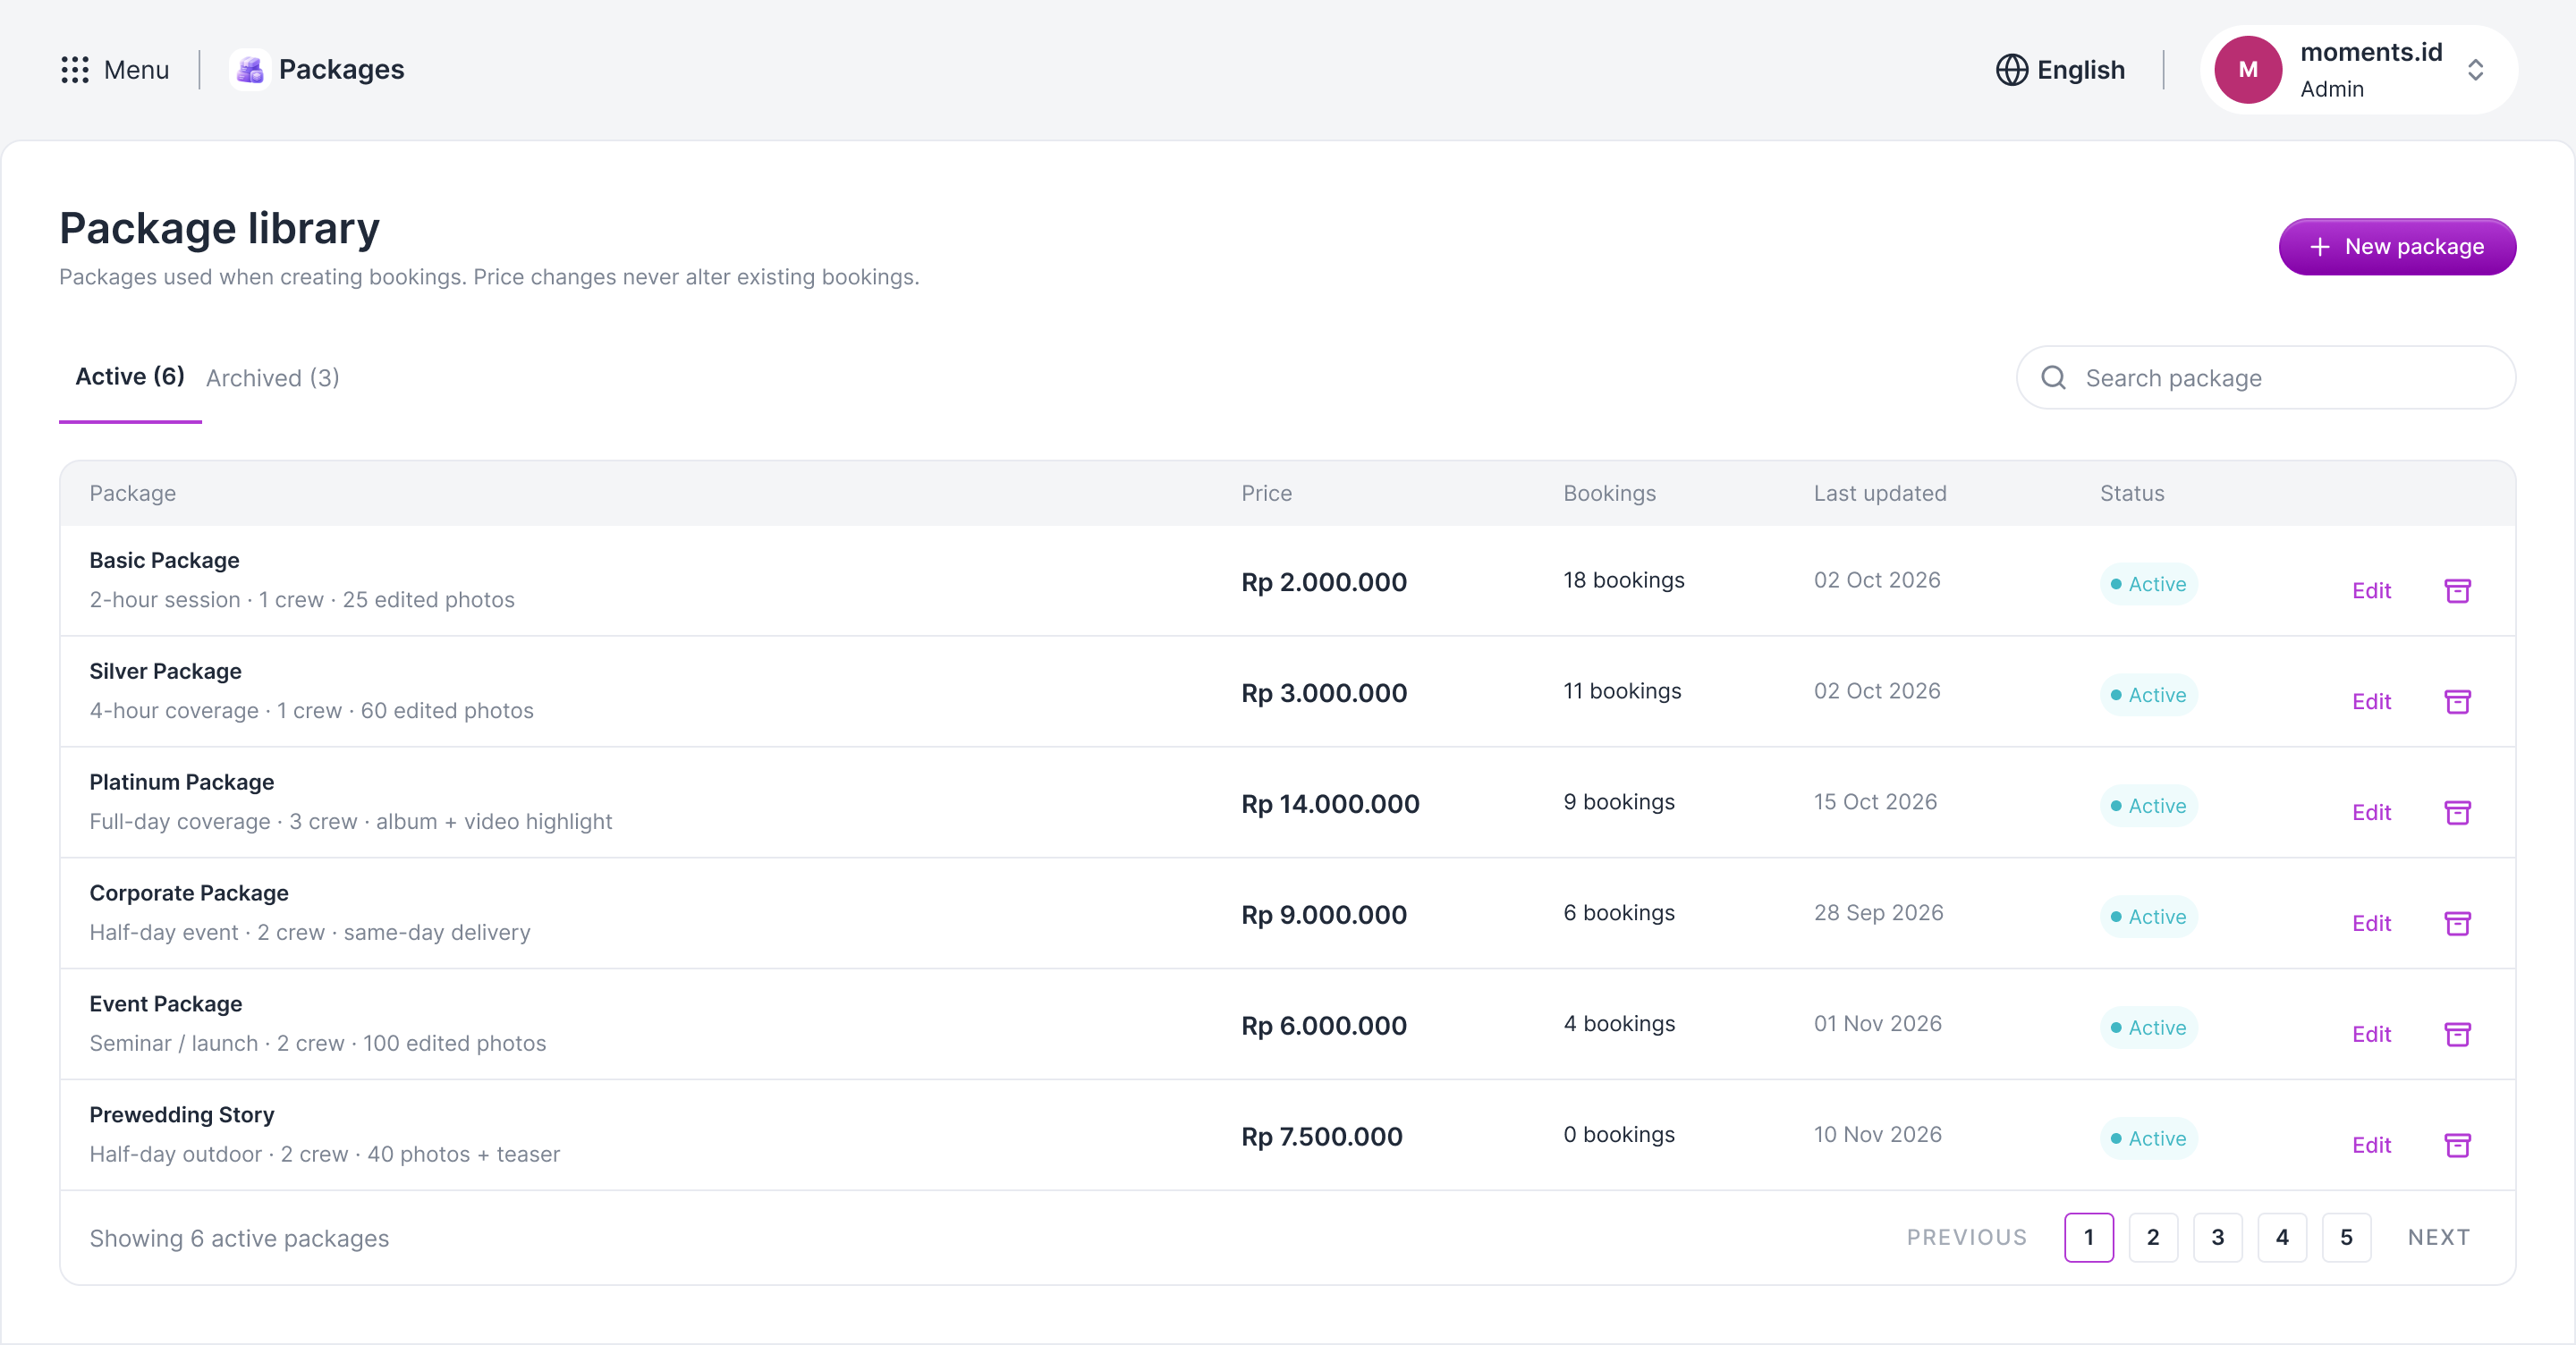 Menu
Packages
English
M
moments.id
Admin
Package library
Packages used when creating bookings. Price changes never alter existing bookings.
+ New package
Active (6)
Archived (3)
Search package
Package Price Bookings Last updated Status
Basic Package
2-hour session · 1 crew · 25 edited photos
Rp 2.000.000
18 bookings
02 Oct 2026
Active
Edit
Silver Package
4-hour coverage · 1 crew · 60 edited photos
Rp 3.000.000
11 bookings
02 Oct 2026
Active
Edit
Platinum Package
Full-day coverage · 3 crew · album + video highlight
Rp 14.000.000
9 bookings
15 Oct 2026
Active
Edit
Corporate Package
Half-day event · 2 crew · same-day delivery
Rp 9.000.000
6 bookings
28 Sep 2026
Active
Edit
Event Package
Seminar / launch · 2 crew · 100 edited photos
Rp 6.000.000
4 bookings
01 Nov 2026
Active
Edit
Prewedding Story
Half-day outdoor · 2 crew · 40 photos + teaser
Rp 7.500.000
0 bookings
10 Nov 2026
Active
Edit
Showing 6 active packages
PREVIOUS 1 2 3 4 5 NEXT